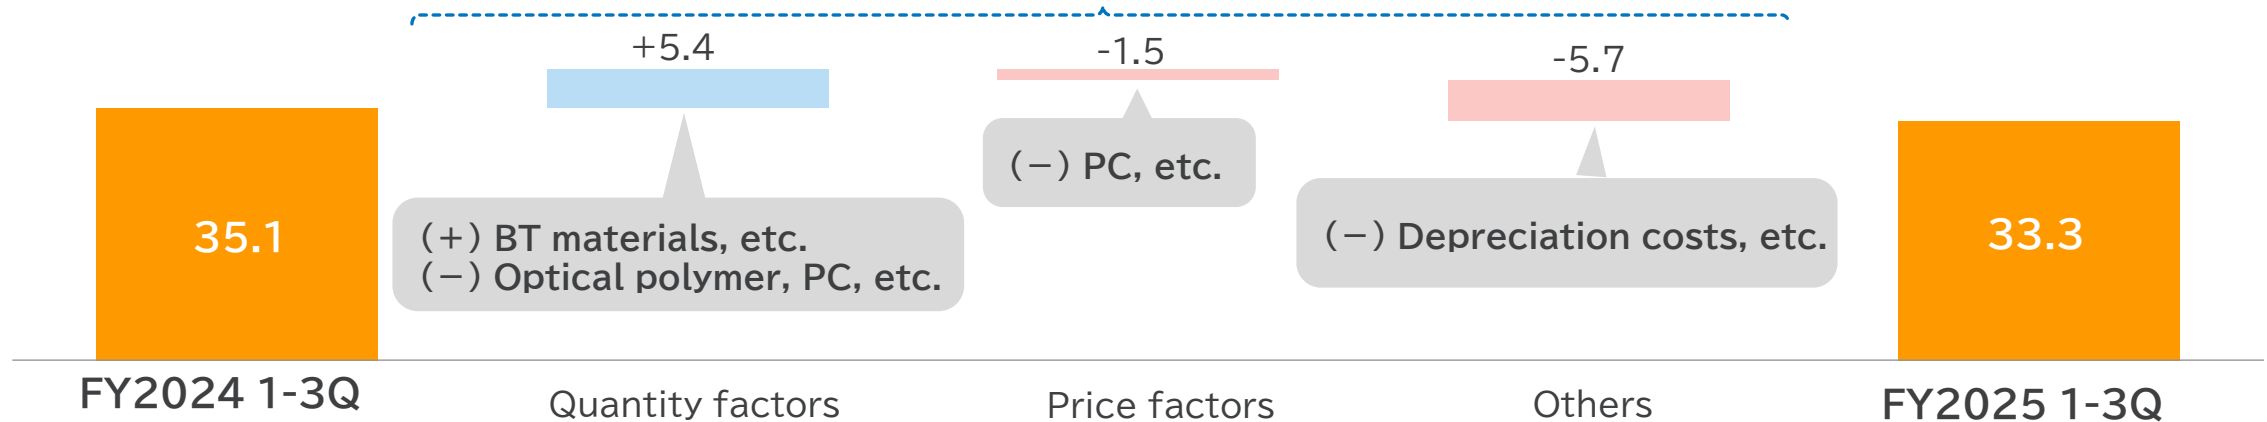 +5.4
-1.5
-5.7
35.1
(+) BT materials, etc.
(−) Optical polymer, PC, etc.
(−) PC, etc.
(−) Depreciation costs, etc.
33.3
FY2024 1-3Q
Quantity factors
Price factors
Others
FY2025 1-3Q